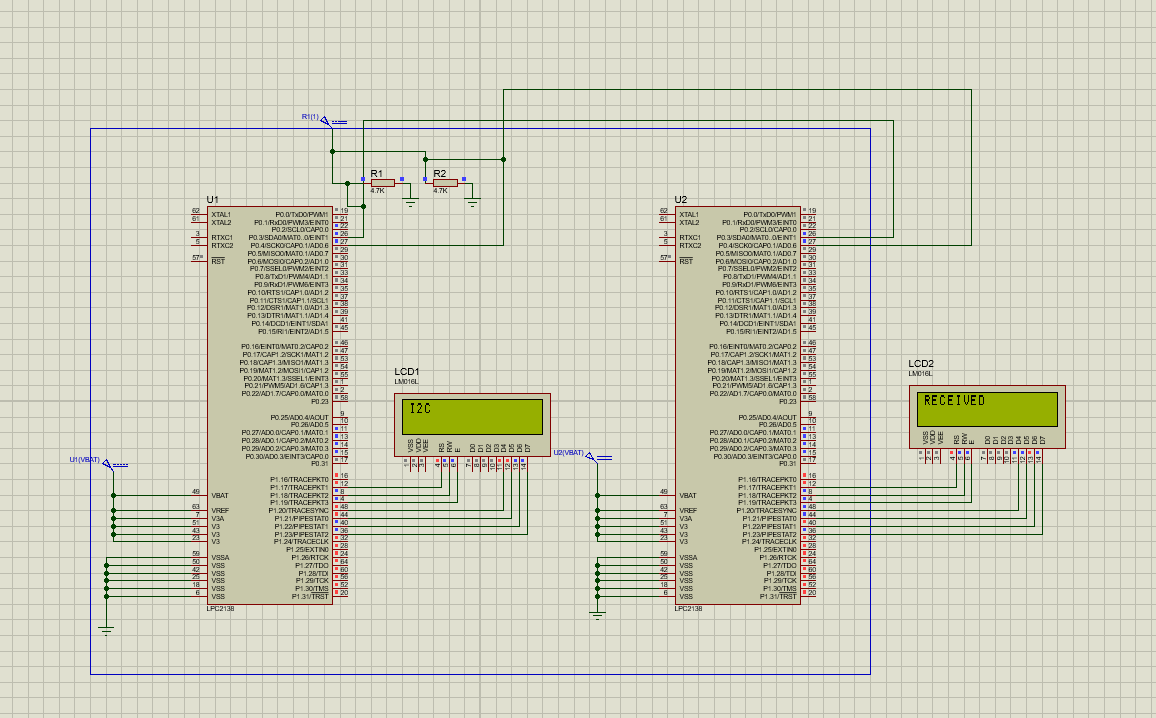 R1(1)
R1
4.7K
R2
4.7K
U1
62
61
3
5
57
XTAL1
XTAL2
RTXC1
RTXC2
RST
P0.0/TxD0/PWM1 19
P0.1/RxD0/PWM3/EINT0 21
P0.2/SCL0/CAP0.0 22
P0.3/SDA0/MAT0..0/EINT1 26
P0.4/SCK0/CAP0.1/AD0.6 27
P0.5/MISO0/MAT0.1/AD0.7 29
P0.6/MOSI0/CAP0.2/AD1.0 30
P0.7/SSEL0/PWM2/EINT2 31
P0.8/TxD1/PWM4/AD1.1 33
P0.9/RxD1/PWM6/EINT3 34
P0.10/RTS1/CAP1.0/AD1.2 35
P0.11/CTS1/CAP1.1/SCL1 37
P0.12/DSR1/MAT1.0/AD1.3 38
P0.13/DTR1/MAT1.1/AD1.4 39
P0.14/DCD1/EINT1/SDA1 41
P0.15/RI1/EINT2/AD1.5 45
P0.16/EINT0/MAT0.2/CAP0.2 46
P0.17/CAP1.2/SCK1/MAT1.2 47
P0.18/CAP1.3/MISO1/MAT1.3 53
P0.19/MAT1.2/MOSI1/CAP1.2 54
P0.20/MAT1.3/SSEL1/EINT3 55
P0.21/PWM5/AD1.6/CAP1.3 1
P0.22/AD1.7/CAP0.0/MAT0.0 2
P0.23 58
P0.25/AD0.4/AOUT 9
P0.26/AD0.5 10
P0.27/AD0.0/CAP0.1/MAT0.1 11
P0.28/AD0.1/CAP0.2/MAT0.2 13
P0.29/AD0.2/CAP0.3/MAT0.3 14
P0.30/AD0.3/EINT3/CAP0.0 15
P0.31 17
P1.16/TRACEPKT0 16
P1.17/TRACEPKT1 12
P1.18/TRACEPKT2 8
P1.19/TRACEPKT3 4
P1.20/TRACESYNC 48
P1.21/PIPESTAT0 44
P1.22/PIPESTAT1 40
P1.23/PIPESTAT2 36
P1.24/TRACECLK 32
P1.25/EXTIN0 28
P1.26/RTCK 24
P1.27/TDO 64
P1.28/TDI 60
P1.29/TCK 56
P1.30/TMS 52
P1.31/TRST 20
U1(VBAT)
49 VBAT
63 VREF
7 V3A
51 V3
43 V3
23 V3
59 VSSA
50 VSS
42 VSS
25 VSS
18 VSS
6 VSS
LPC2138
LCD1
LM016L
I2C
VSS VDD VEE RS RW E D0 D1 D2 D3 D4 D5 D6 D7
1 2 3 4 5 6 7 8 9 10 11 12 13 14
U2
62
61
3
5
57
XTAL1
XTAL2
RTXC1
RTXC2
RST
P0.0/TxD0/PWM1 19
P0.1/RxD0/PWM3/EINT0 21
P0.2/SCL0/CAP0.0 22
P0.3/SDA0/MAT0..0/EINT1 26
P0.4/SCK0/CAP0.1/AD0.6 27
P0.5/MISO0/MAT0.1/AD0.7 29
P0.6/MOSI0/CAP0.2/AD1.0 30
P0.7/SSEL0/PWM2/EINT2 31
P0.8/TxD1/PWM4/AD1.1 33
P0.9/RxD1/PWM6/EINT3 34
P0.10/RTS1/CAP1.0/AD1.2 35
P0.11/CTS1/CAP1.1/SCL1 37
P0.12/DSR1/MAT1.0/AD1.3 38
P0.13/DTR1/MAT1.1/AD1.4 39
P0.14/DCD1/EINT1/SDA1 41
P0.15/RI1/EINT2/AD1.5 45
P0.16/EINT0/MAT0.2/CAP0.2 46
P0.17/CAP1.2/SCK1/MAT1.2 47
P0.18/CAP1.3/MISO1/MAT1.3 53
P0.19/MAT1.2/MOSI1/CAP1.2 54
P0.20/MAT1.3/SSEL1/EINT3 55
P0.21/PWM5/AD1.6/CAP1.3 1
P0.22/AD1.7/CAP0.0/MAT0.0 2
P0.23 58
P0.25/AD0.4/AOUT 9
P0.26/AD0.5 10
P0.27/AD0.0/CAP0.1/MAT0.1 11
P0.28/AD0.1/CAP0.2/MAT0.2 13
P0.29/AD0.2/CAP0.3/MAT0.3 14
P0.30/AD0.3/EINT3/CAP0.0 15
P0.31 17
P1.16/TRACEPKT0 16
P1.17/TRACEPKT1 12
P1.18/TRACEPKT2 8
P1.19/TRACEPKT3 4
P1.20/TRACESYNC 48
P1.21/PIPESTAT0 44
P1.22/PIPESTAT1 40
P1.23/PIPESTAT2 36
P1.24/TRACECLK 32
P1.25/EXTIN0 28
P1.26/RTCK 24
P1.27/TDO 64
P1.28/TDI 60
P1.29/TCK 56
P1.30/TMS 52
P1.31/TRST 20
U2(VBAT)
49 VBAT
63 VREF
7 V3A
51 V3
43 V3
23 V3
59 VSSA
50 VSS
42 VSS
25 VSS
18 VSS
6 VSS
LPC2138
LCD2
LM016L
RECEIVED
VSS VDD VEE RS RW E D0 D1 D2 D3 D4 D5 D6 D7
1 2 3 4 5 6 7 8 9 10 11 12 13 14